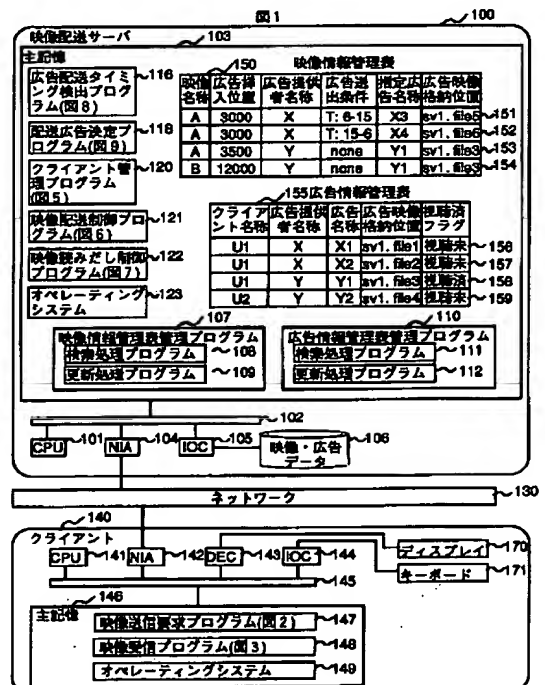 図1
100
映像配送サーバ
103
主記憶
広告配送タイミ
ング検出プログ
ラム(図8)
116
配送広告決定プ
ログラム(図9)
118
クライアント管
理プログラム
(図5)
120
映像配送制御プロ
グラム(図6)
121
映像読みだし制御
プログラム(図7)
122
オペレーティング
システム
123
150
映像情報管理表
映像名称 広告挿入位置 広告提供者名称 広告送出条件 指定広告名称 広告映像格納位置
A 3000 X T: 6-15 X3 sv1. file5 151
A 3000 X T: 15-6 X4 sv1. file6 152
A 3500 Y none Y1 sv1. file3 153
B 12000 Y none Y1 sv1. file3 154
155 広告情報管理表
クライアント名称 広告提供者名称 広告名称 広告映像格納位置 視聴済フラグ
U1 X X1 sv1. file1 視聴未 156
U1 X X2 sv1. file2 視聴未 157
U1 Y Y1 sv1. file3 視聴済 158
U2 Y Y2 sv1. file4 視聴未 159
107
映像情報管理表管理プログラム
検索処理プログラム 108
更新処理プログラム 109
110
広告情報管理表管理プログラム
検索処理プログラム 111
更新処理プログラム 112
102
CPU 101
NIA 104
IOC 105
映像・広告
データ
106
ネットワーク
130
140
クライアント
CPU 141
NIA 142
DEC 143
IOC 144
ディスプレイ 170
キーボード 171
145
146
主記憶
映像送信要求プログラム(図2) 147
映像受信プログラム(図3) 148
オペレーティングシステム 149